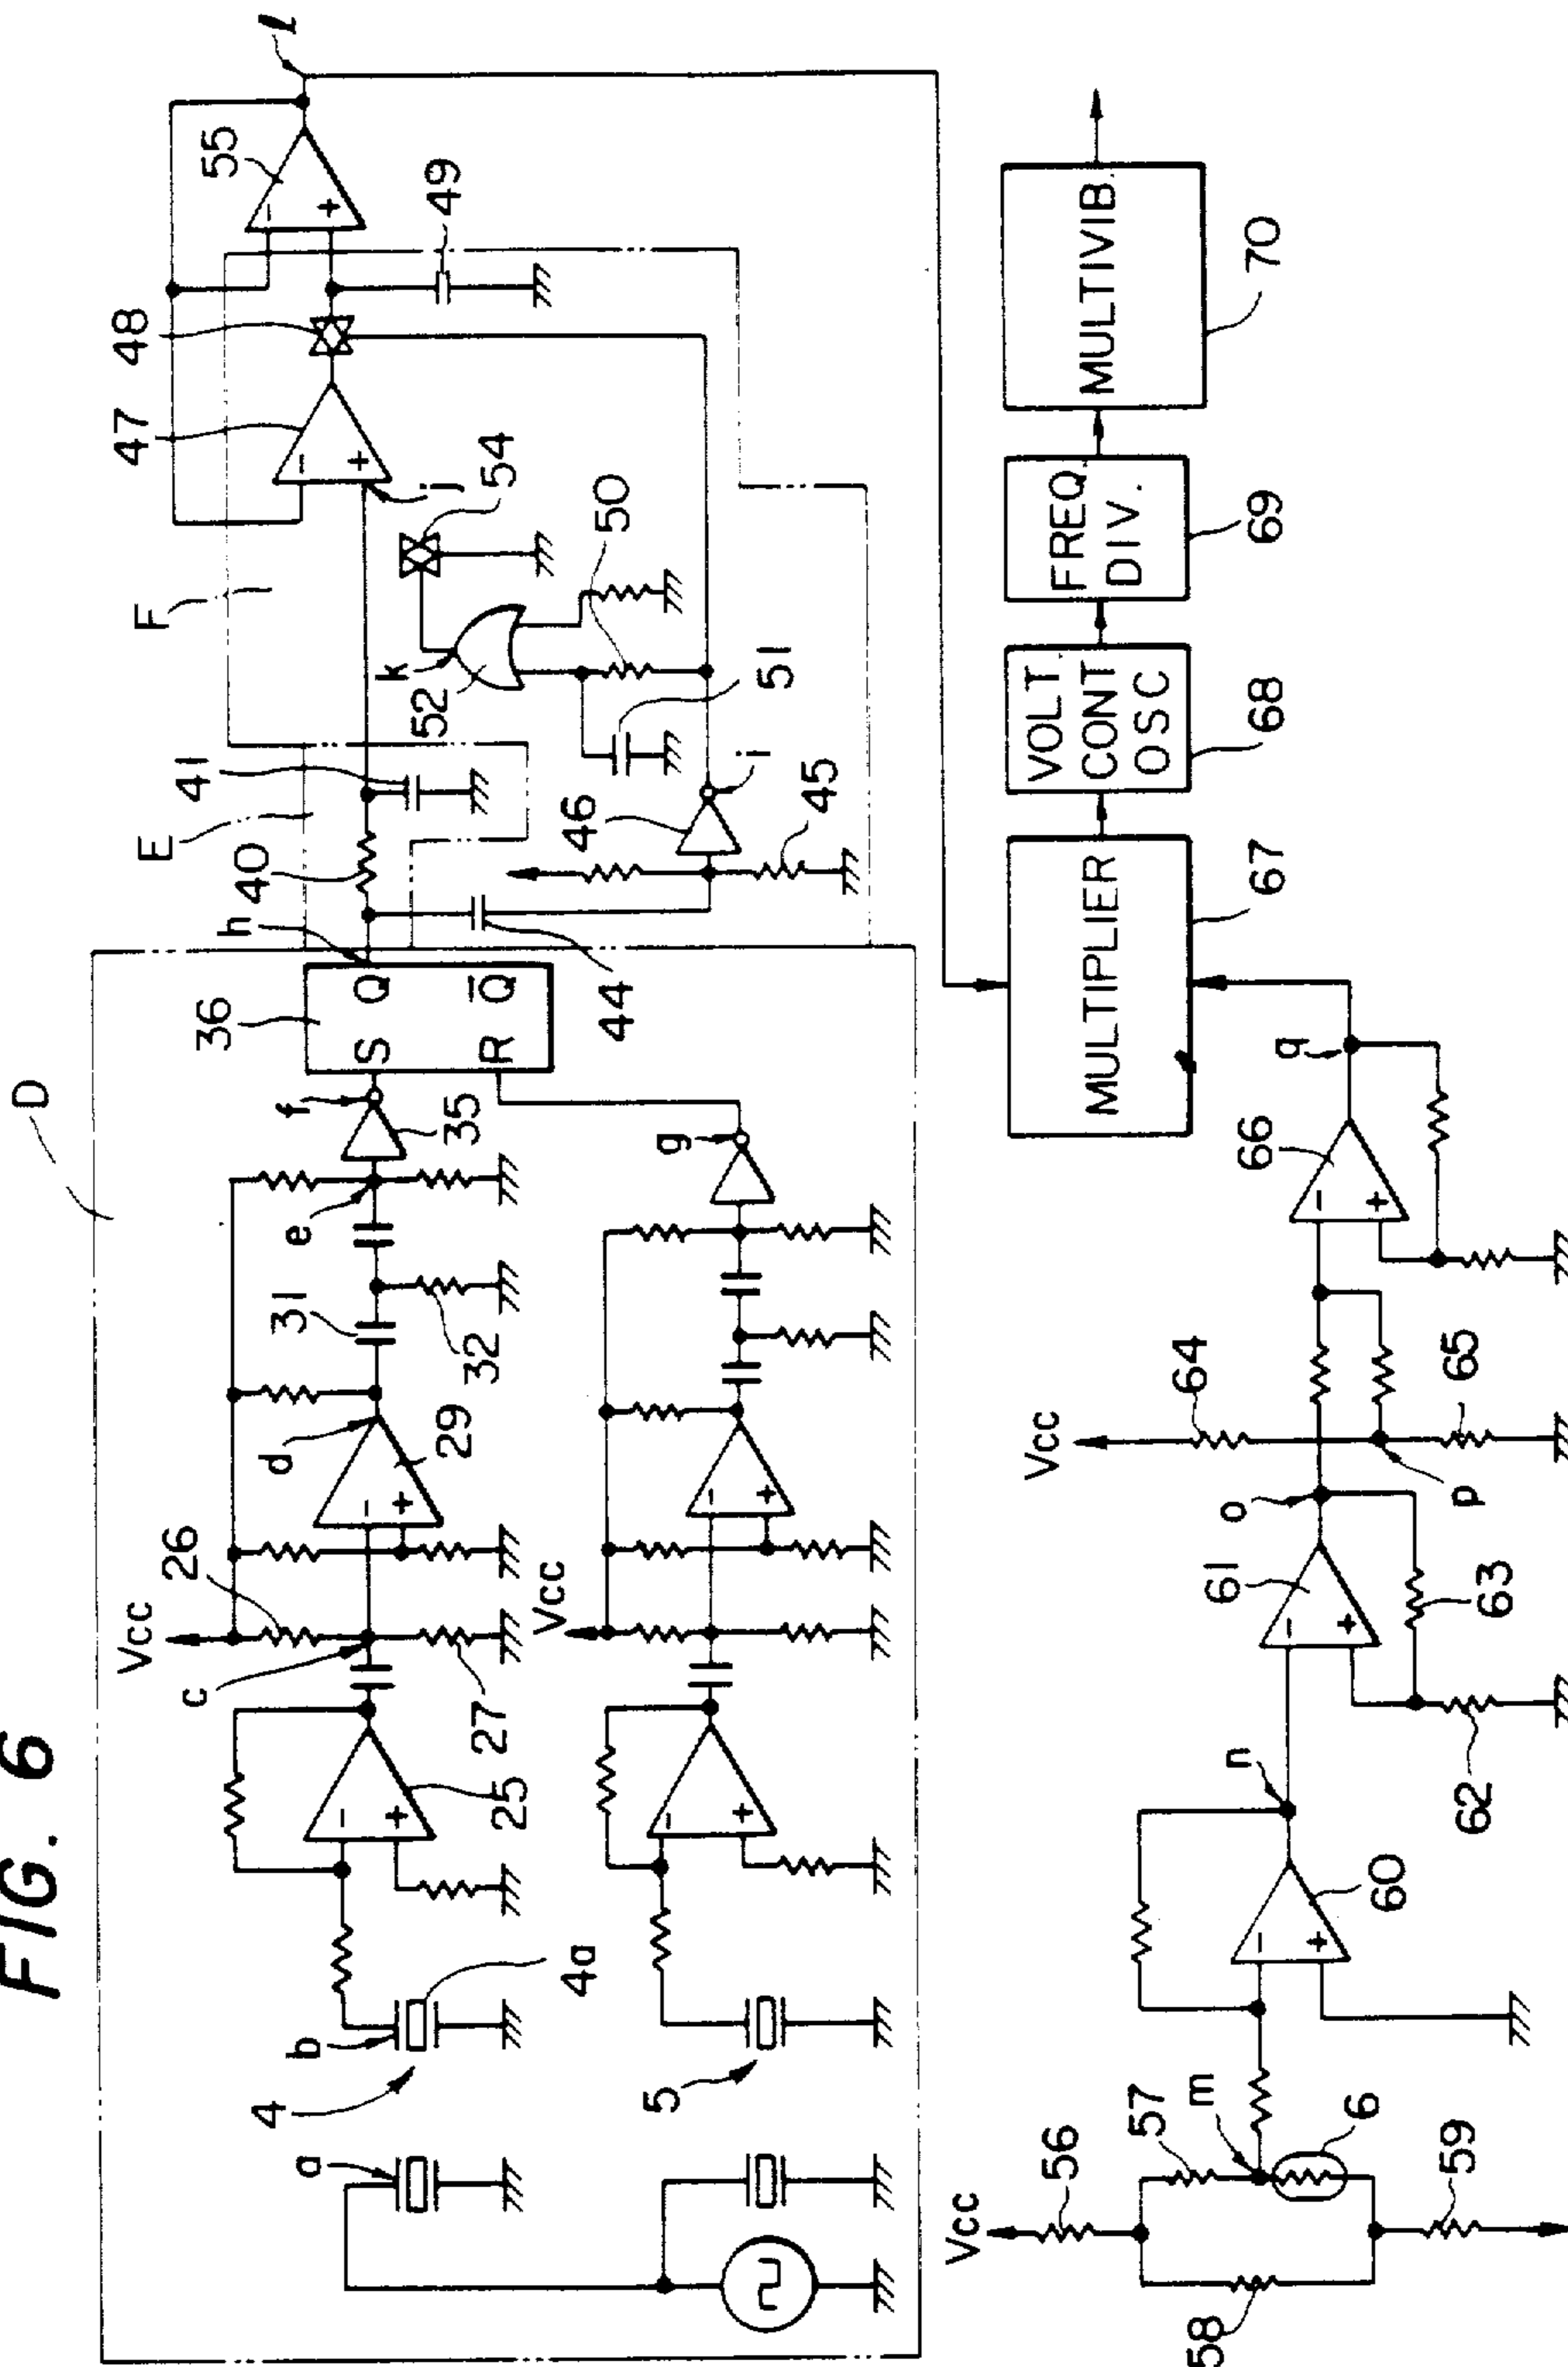 FIG. 6
D
4
a
b
4a
5
25
Vcc
26
27
c
Vcc
d
29
31
32
e
f
35
g
36
S
Q
R
Q̄
h
40
E
41
44
45
46
i
F
j
k
52
50
51
54
47
48
49
55
l
- + - + - + - + - + - +
Vcc
56
57
58
59
m
6
60
n
61
62
63
o
Vcc
64
65
p
66
q
- + - + - +
MULTIPLIER
67
VOLT.
CONT
OSC
68
FREQ.
DIV.
69
MULTIVIB.
70